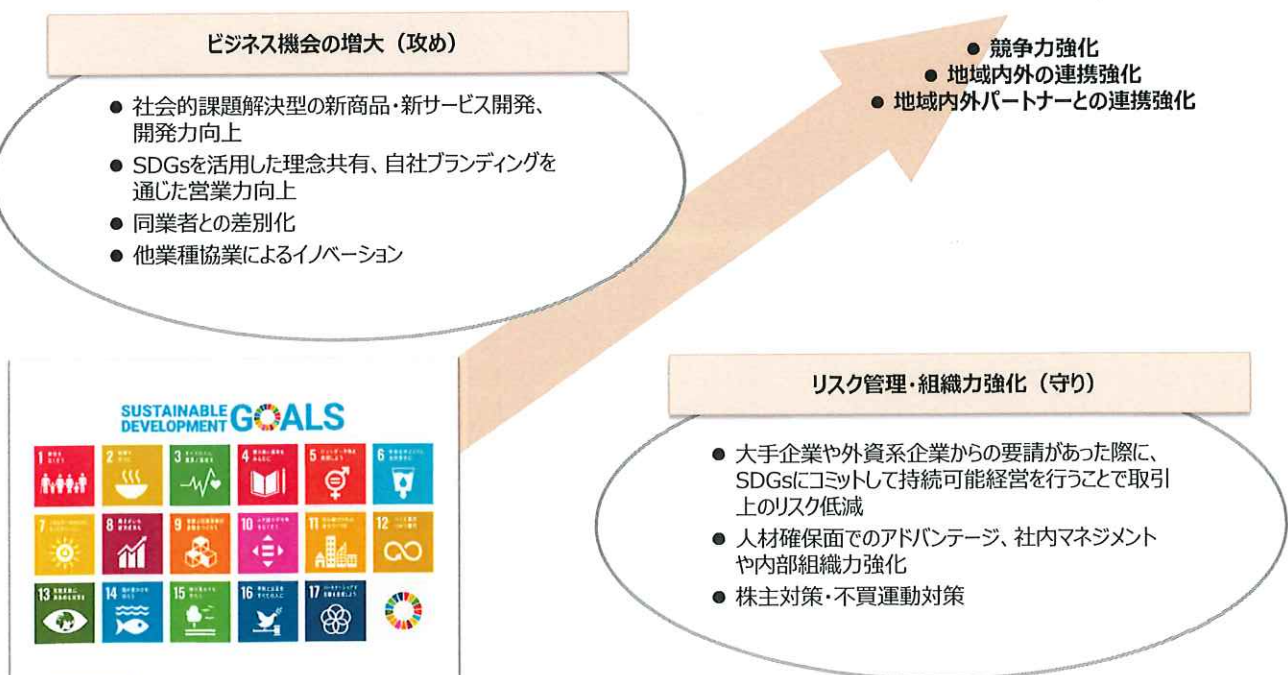 ビジネス機会の増大（攻め）
● 社会的課題解決型の新商品・新サービス開発、
開発力向上
● SDGsを活用した理念共有、自社ブランディングを
通じた営業力向上
● 同業者との差別化
● 他業種協業によるイノベーション
● 競争力強化
● 地域内外の連携強化
● 地域内外パートナーとの連携強化
SUSTAINABLE
DEVELOPMENT
GOALS
1
2
3
4
5
6
7
8
9
10
11
12
13
14
15
16
17
リスク管理・組織力強化（守り）
● 大手企業や外資系企業からの要請があった際に、
SDGsにコミットして持続可能経営を行うことで取引
上のリスク低減
● 人材確保面でのアドバンテージ、社内マネジメント
や内部組織力強化
● 株主対策・不買運動対策